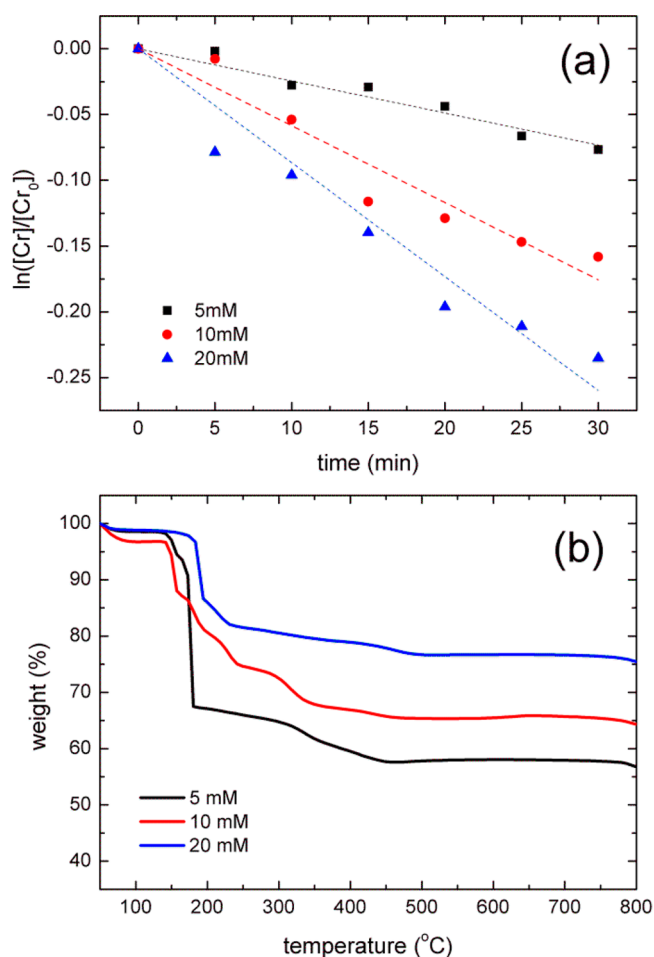 (a)
0.00
-0.05
-0.10
-0.15
-0.20
-0.25
ln([Cr]/[Cr₀])
5mM
10mM
20mM
0 5 10 15 20 25 30
time (min)
(b)
100
90
80
70
60
50
40
weight (%)
5 mM
10 mM
20 mM
100 200 300 400 500 600 700 800
temperature (°C)